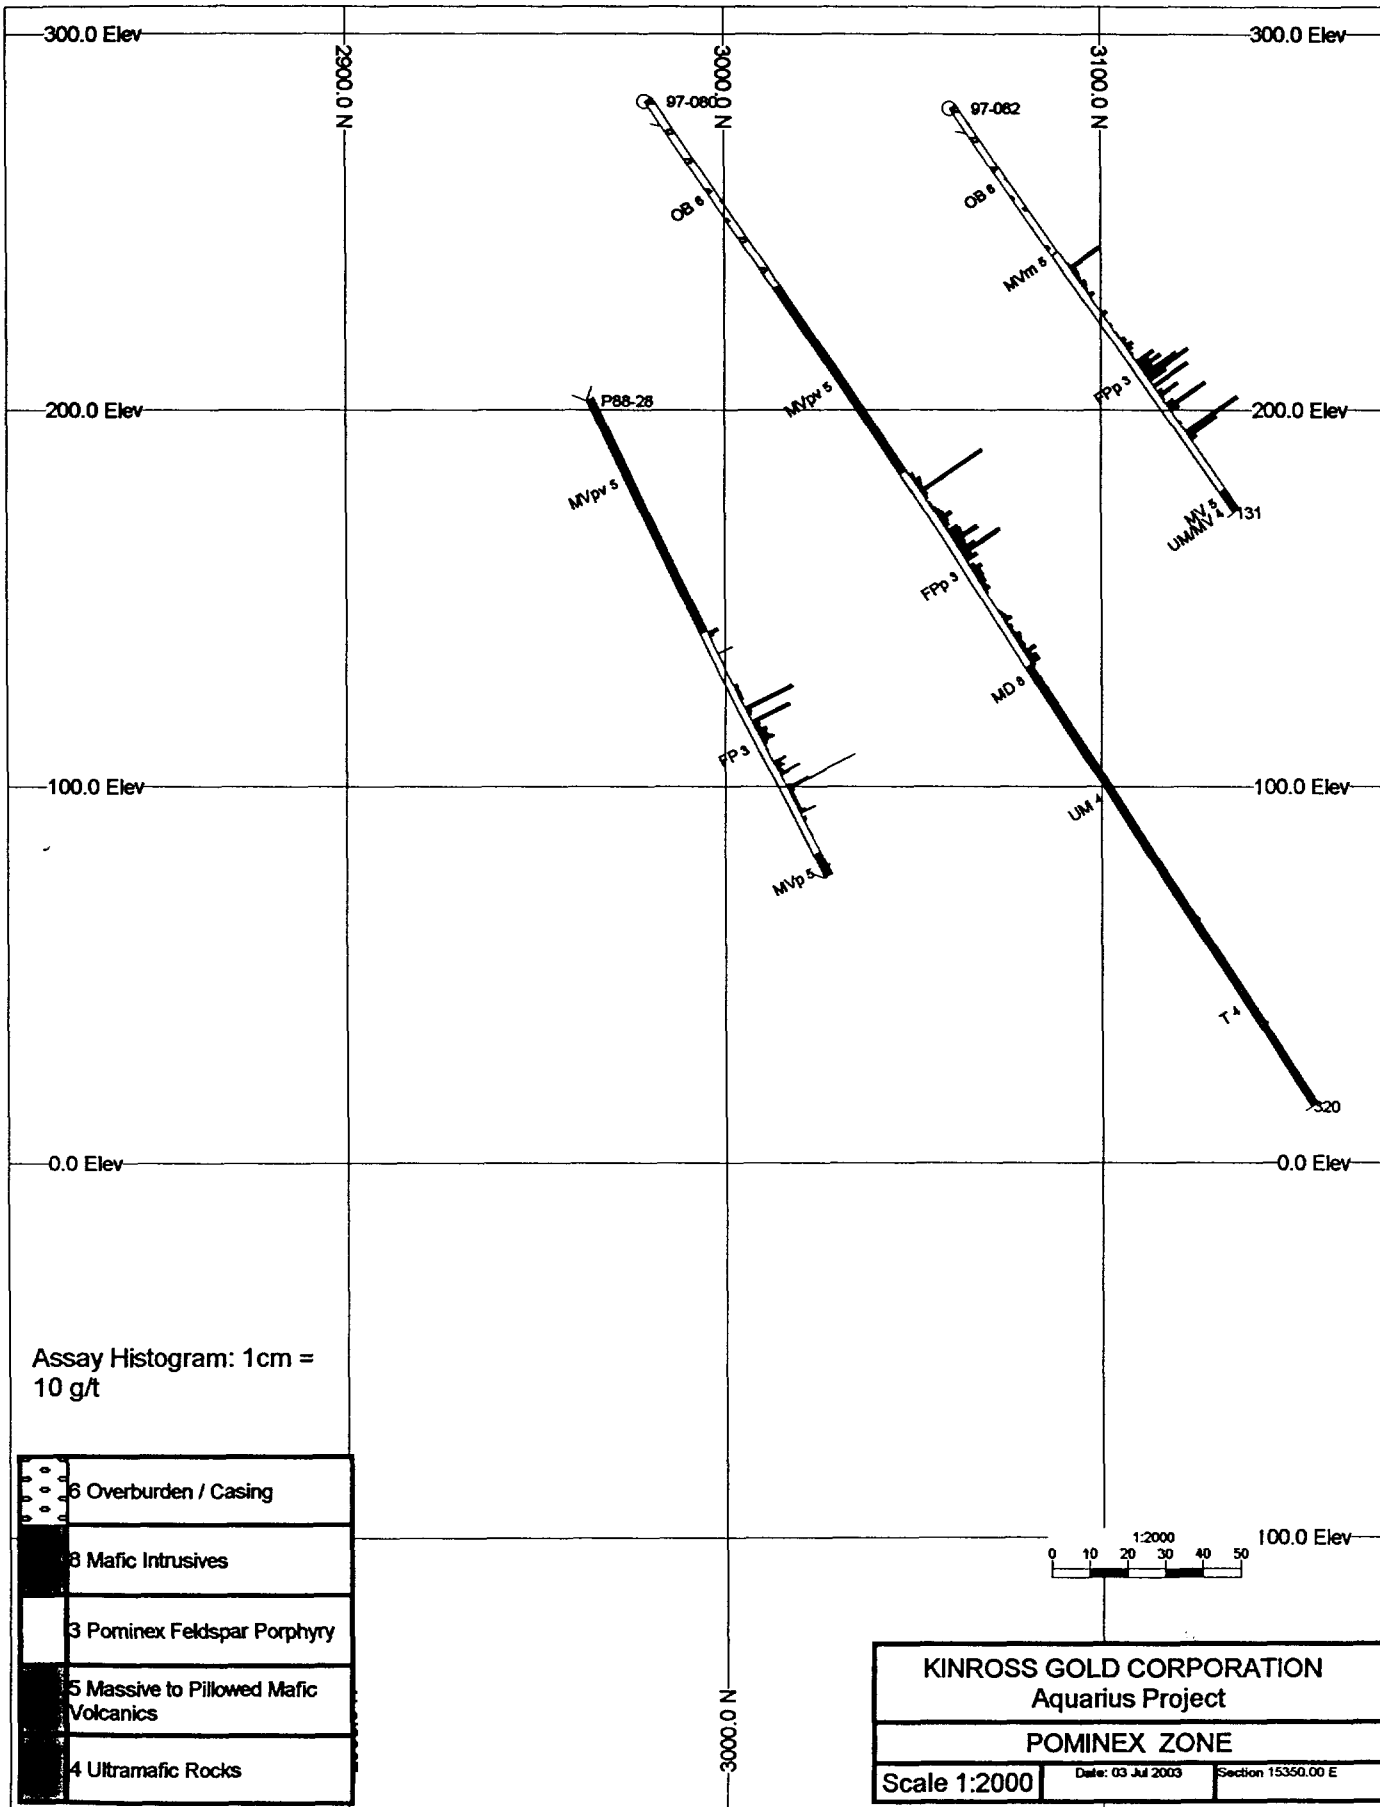 300.0 Elev
300.0 Elev
2900.0 N
3000.0 N
3100.0 N
97-080
97-082
OB 6
OB 6
MVm 5
MVpv 5
FPp 3
200.0 Elev
P88-28
200.0 Elev
MVpv 5
MV 5
UM/MV 4
131
FPp 3
MD 8
FP 3
100.0 Elev
100.0 Elev
UM 4
MVp 5
T 4
320
0.0 Elev
0.0 Elev
Assay Histogram: 1cm =
10 g/t
6 Overburden / Casing
8 Mafic Intrusives
3 Pominex Feldspar Porphyry
5 Massive to Pillowed Mafic
Volcanics
4 Ultramafic Rocks
3000.0 N
1:2000
0 10 20 30 40 50
100.0 Elev
KINROSS GOLD CORPORATION
Aquarius Project
POMINEX ZONE
Scale 1:2000
Date: 03 Jul 2003
Section 15350.00 E